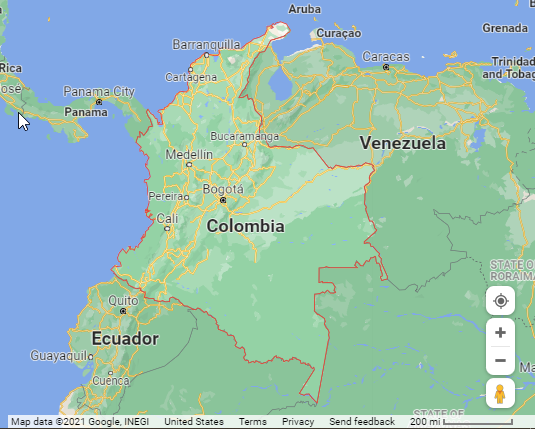 Aruba
Curaçao
Grenada
Barranquilla
Caracas
Cartagena
Trinidad
and Tobag
Rica
ose
Panama City
Panama
Bucaramanga
Venezuela
Medellin
Bogotá
Pereira
Cali
Colombia
STATE OF
RORAIMA
Quito
Ecuador
Guayaquil
Cuenca
Ma
STATE OF
Map data ©2021 Google, INEGI United States Terms Privacy Send feedback 200 mi